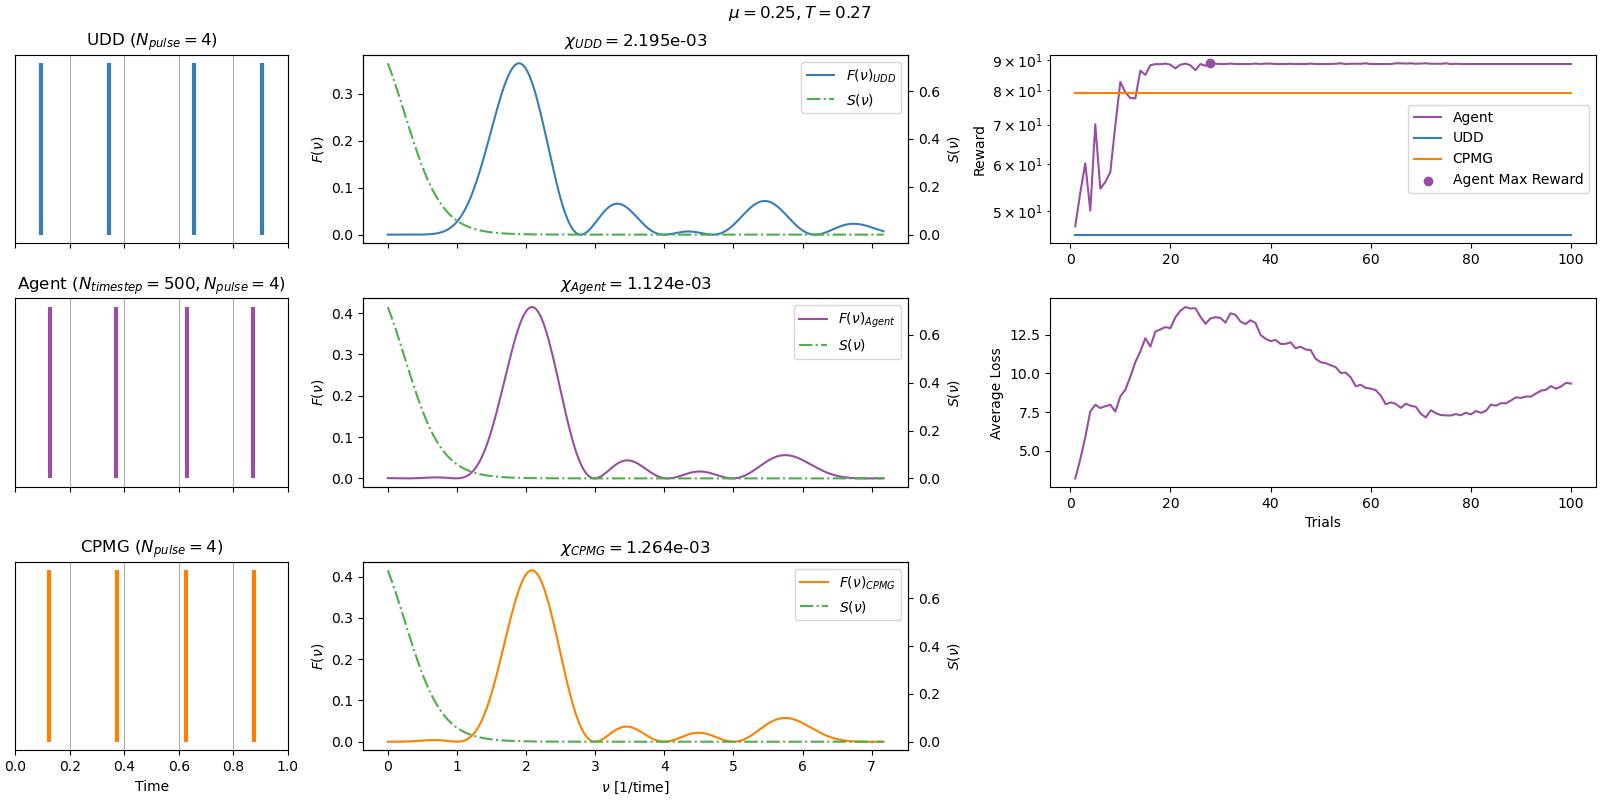 μ = 0.25, T = 0.27
UDD (N_pulse = 4)
χ_UDD = 2.195e-03
F(ν)
0.3
0.2
0.1
0.0
F(ν)_UDD
S(ν)
0.6
0.4
0.2
0.0
S(ν)
Reward
9 × 10¹
8 × 10¹
7 × 10¹
6 × 10¹
5 × 10¹
Agent
UDD
CPMG
Agent Max Reward
0 20 40 60 80 100
Agent (N_timestep = 500, N_pulse = 4)
χ_Agent = 1.124e-03
F(ν)
0.4
0.3
0.2
0.1
0.0
F(ν)_Agent
S(ν)
0.6
0.4
0.2
0.0
S(ν)
Average Loss
12.5
10.0
7.5
5.0
0 20 40 60 80 100
Trials
CPMG (N_pulse = 4)
0.0 0.2 0.4 0.6 0.8 1.0
Time
χ_CPMG = 1.264e-03
F(ν)
0.4
0.3
0.2
0.1
0.0
F(ν)_CPMG
S(ν)
0.6
0.4
0.2
0.0
S(ν)
0 1 2 3 4 5 6 7
ν [1/time]